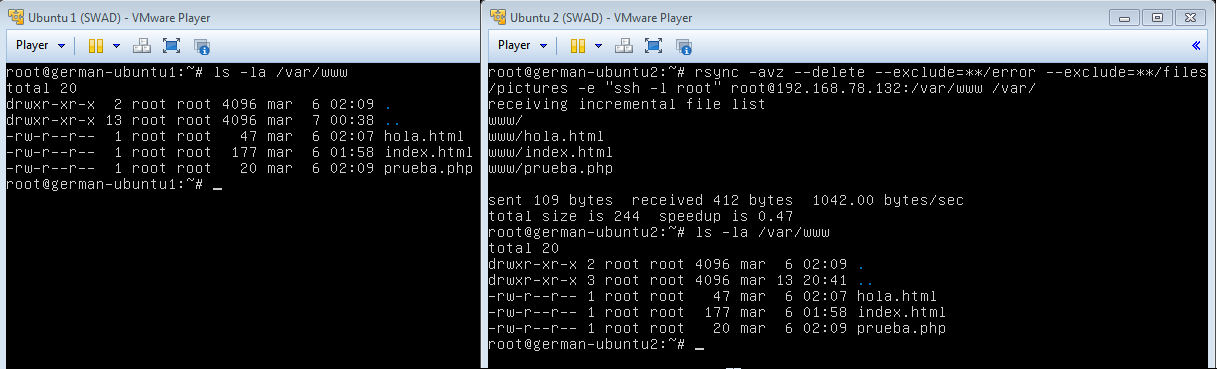 Ubuntu 1 (SWAD) - VMware Player
Player
root@german-ubuntu1:~# ls -la /var/www
total 20
drwxr-xr-x  2 root root 4096 mar  6 02:09 .
drwxr-xr-x 13 root root 4096 mar  7 00:38 ..
-rw-r--r--  1 root root   47 mar  6 02:07 hola.html
-rw-r--r--  1 root root  177 mar  6 01:58 index.html
-rw-r--r--  1 root root   20 mar  6 02:09 prueba.php
root@german-ubuntu1:~# _
Ubuntu 2 (SWAD) - VMware Player
Player
root@german-ubuntu2:~# rsync -avz --delete --exclude=**/error --exclude=**/files
/pictures -e "ssh -l root" root@192.168.78.132:/var/www /var/
receiving incremental file list
www/
www/hola.html
www/index.html
www/prueba.php
sent 109 bytes  received 412 bytes  1042.00 bytes/sec
total size is 244  speedup is 0.47
root@german-ubuntu2:~# ls -la /var/www
total 20
drwxr-xr-x 2 root root 4096 mar  6 02:09 .
drwxr-xr-x 3 root root 4096 mar 13 20:41 ..
-rw-r--r-- 1 root root   47 mar  6 02:07 hola.html
-rw-r--r-- 1 root root  177 mar  6 01:58 index.html
-rw-r--r-- 1 root root   20 mar  6 02:09 prueba.php
root@german-ubuntu2:~# _